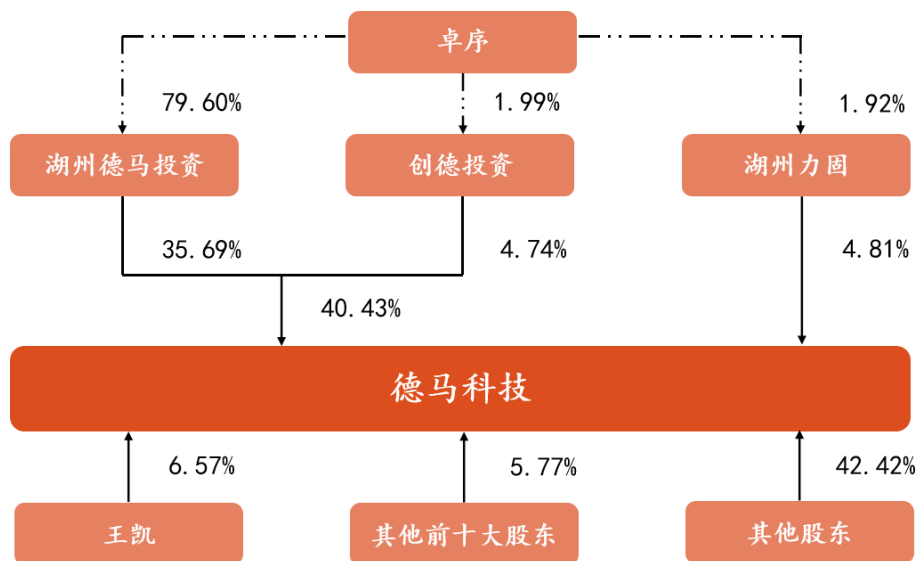 卓序
79.60%
1.99%
1.92%
湖州德马投资
创德投资
湖州力固
35.69%
4.74%
4.81%
40.43%
德马科技
6.57%
5.77%
42.42%
王凯
其他前十大股东
其他股东